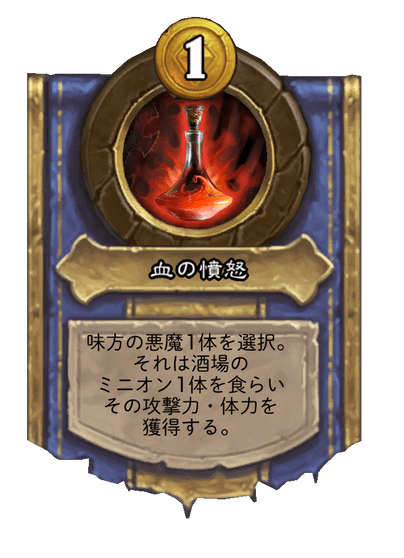 1
血の憤怒
味方の悪魔1体を選択。
それは酒場の
ミニオン1体を食らい
その攻撃力・体力を
獲得する。